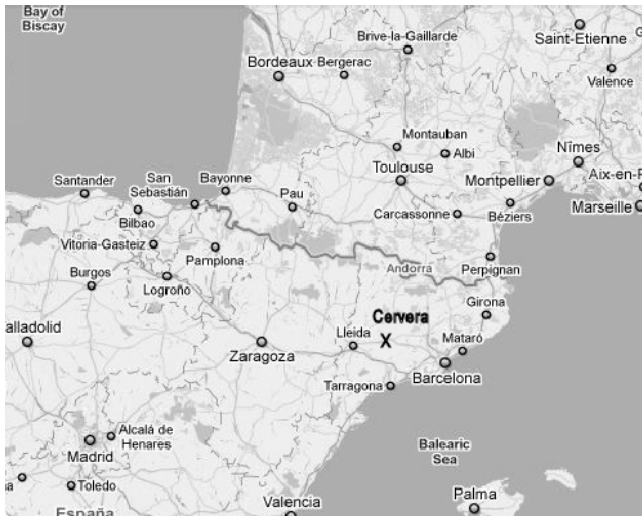 Bay of
Biscay
Brive-la-Gaillarde
Saint-Etienne
Bordeaux
Bergerac
Valence
Montauban
Albi
Nîmes
Toulouse
Montpellier
Aix-en-P
Santander
San
Sebastián
Bayonne
Pau
Carcassonne
Béziers
Marseille
Bilbao
Vitoria-Gasteiz
Pamplona
Andorra
Perpignan
Burgos
Logroño
Girona
Cervera
X
alladolid
Zaragoza
Lleida
Mataró
Tarragona
Barcelona
Alcalá de
Henares
Madrid
Balearic
Sea
Toledo
España
Valencia
Palma